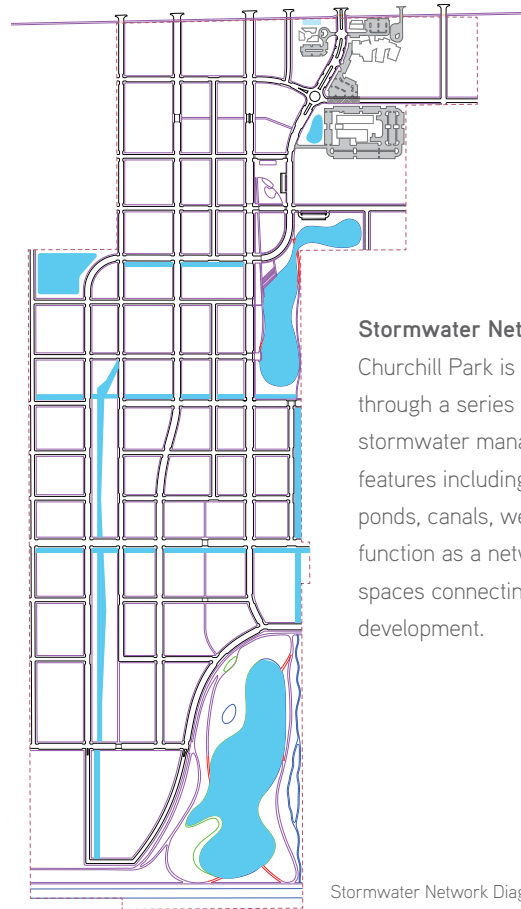 Stormwater Net
Churchill Park is
through a series
stormwater mana
features including
ponds, canals, we
function as a netw
spaces connectin
development.
Stormwater Network Diag